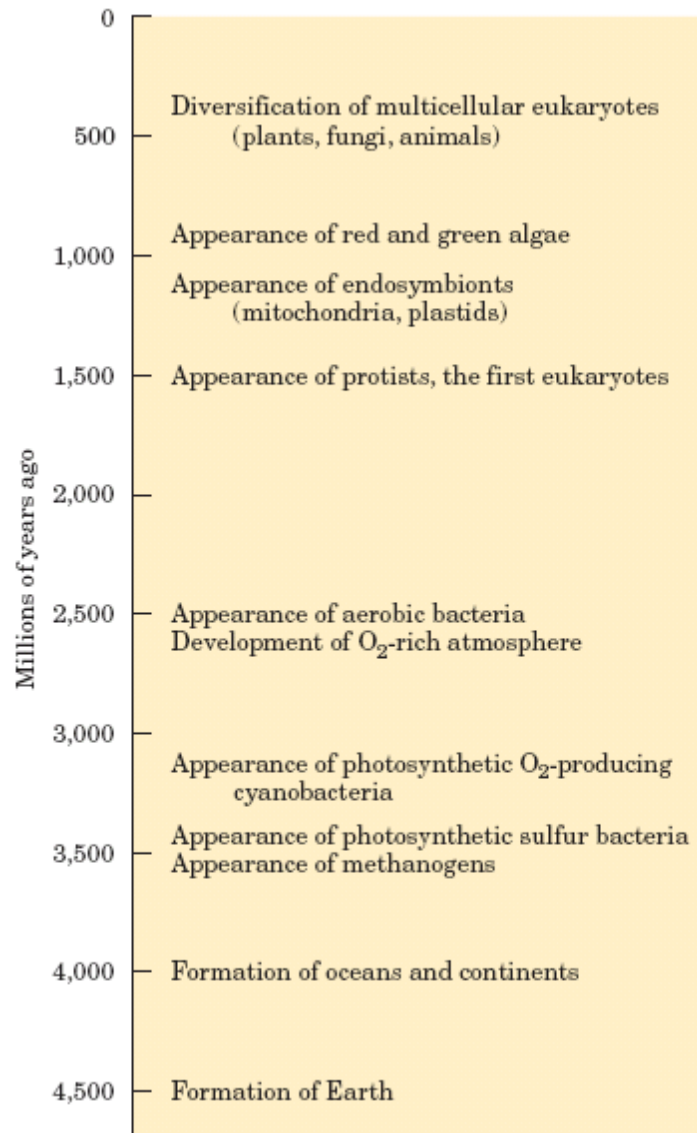 0
Diversification of multicellular eukaryotes
500
(plants, fungi, animals)
Appearance of red and green algae
1,000
Appearance of endosymbionts
(mitochondria, plastids)
1,500
Appearance of protists, the first eukaryotes
Millions of years ago
2,000
2,500
Appearance of aerobic bacteria
Development of O₂-rich atmosphere
3,000
Appearance of photosynthetic O₂-producing
cyanobacteria
Appearance of photosynthetic sulfur bacteria
3,500
Appearance of methanogens
4,000
Formation of oceans and continents
4,500
Formation of Earth